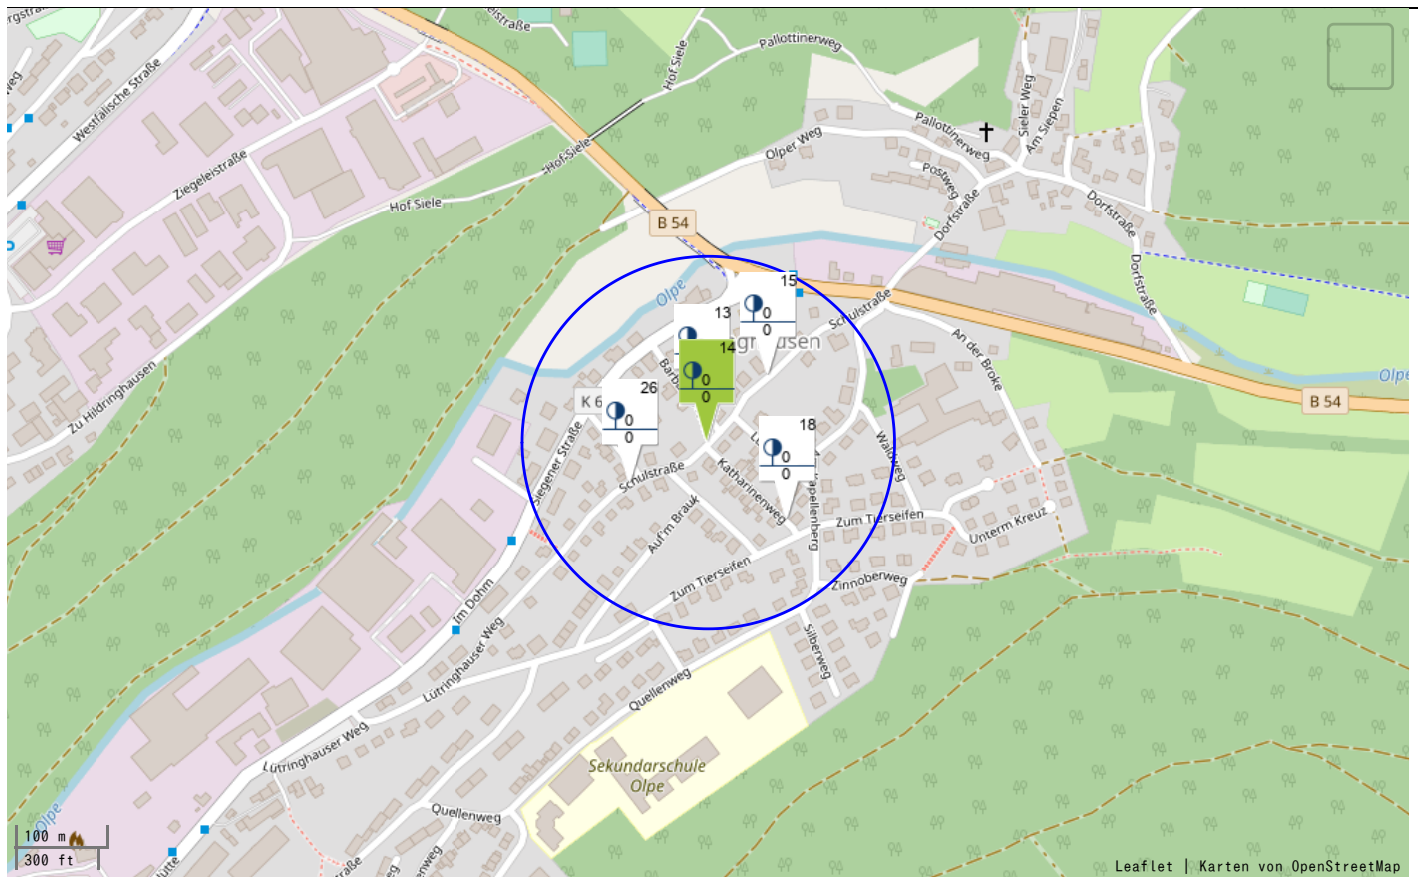 Westfälische Straße
Ziegeleistraße
Hof Siele
Hof Siele
Hof Siele
Pallottinerweg
Pallottinerweg
Olper Weg
Sieler Weg
Am Siepen
Postweg
Dorfstraße
Dorfstraße
Dorfstraße
B 54
Olpe
15
0
0
13
14
0
0
26
0
0
18
0
0
K 6
Schulstraße
An der Broke
B 54
Olpe
Zu Hildringhausen
Siegener Straße
Schulstraße
Katharinenweg
Waldweg
Auf'm Brauk
Zum Tierseifen
Unterm Kreuz
Zum Tierseifen
Zinnoberweg
Im Dohm
Lütringhauser Weg
Silberweg
Quellenweg
Lütringhauser Weg
Sekundarschule
Olpe
Quellenweg
Olpe
100 m
300 ft
Leaflet | Karten von OpenStreetMap